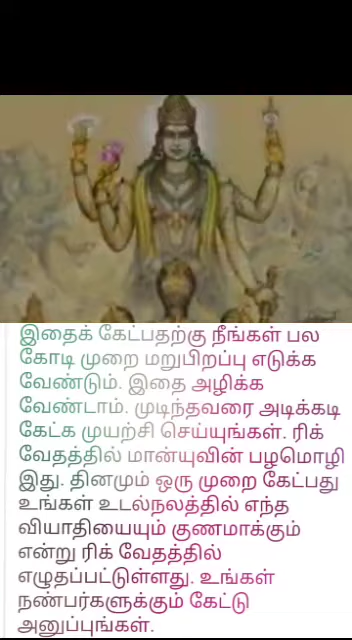 இதைக் கேட்பதற்கு நீங்கள் பல
கோடி முறை மறுபிறப்பு எடுக்க
வேண்டும். இதை அழிக்க
வேண்டாம். முடிந்தவரை அடிக்கடி
கேட்க முயற்சி செய்யுங்கள். ரிக்
வேதத்தில் மான்யுவின் பழமொழி
இது. தினமும் ஒரு முறை கேட்பது
உங்கள் உடல்நலத்தில் எந்த
வியாதியையும் குணமாக்கும்
என்று ரிக் வேதத்தில்
எழுதப்பட்டுள்ளது. உங்கள்
நண்பர்களுக்கும் கேட்டு
அனுப்புங்கள்.